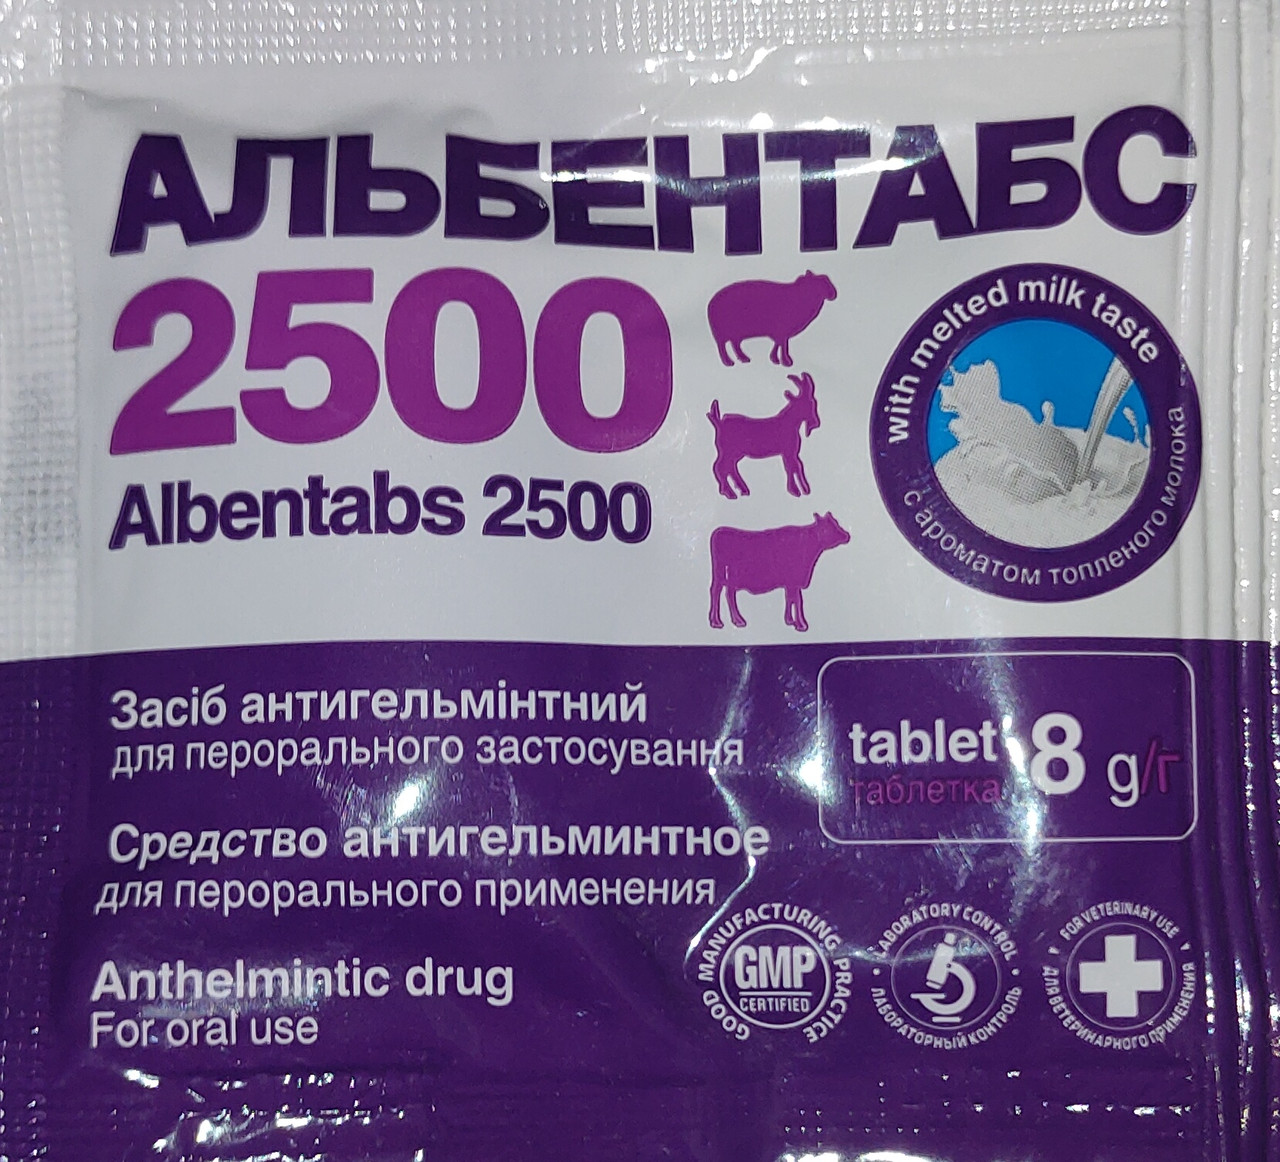 АЛЬБЕНТАБС
2500
Albentabs 2500
with melted milk taste
с ароматом топленого молока
Засіб антигельмінтний
для перорального застосування
tablet 8 g/г
таблетка
Средство антигельминтное
для перорального применения
Anthelmintic drug
For oral use
GOOD MANUFACTURING PRACTICE
GMP
CERTIFIED
LABORATORY CONTROL
ЛАБОРАТОРНЫЙ КОНТРОЛЬ
FOR VETERINARY USE
ДЛЯ ВЕТЕРИНАРНОГО ПРИМЕНЕНИЯ